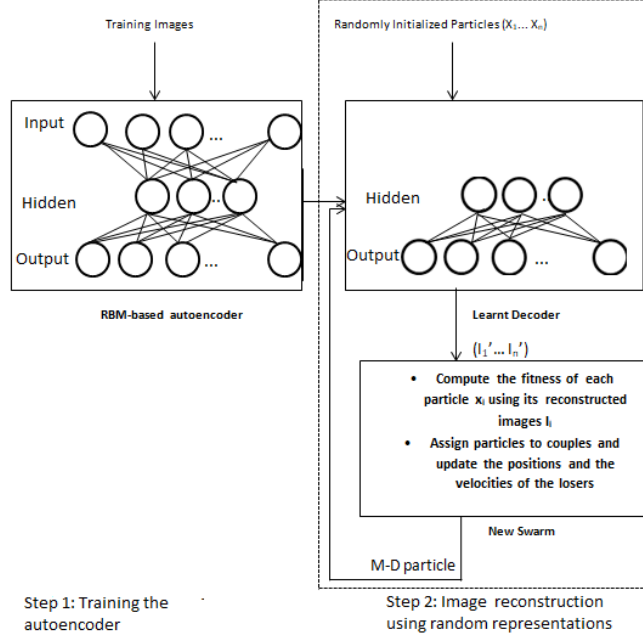 Training Images
Randomly Initialized Particles (X₁... Xₙ)
Input
...
Hidden
..
Output
...
RBM-based autoencoder
Hidden
.
Output
...
Learnt Decoder
(I₁'... Iₙ')
• Compute the fitness of each
particle xᵢ using its reconstructed
images Iᵢ
• Assign particles to couples and
update the positions and the
velocities of the losers
New Swarm
M-D particle
Step 1: Training the
autoencoder
Step 2: Image reconstruction
using random representations